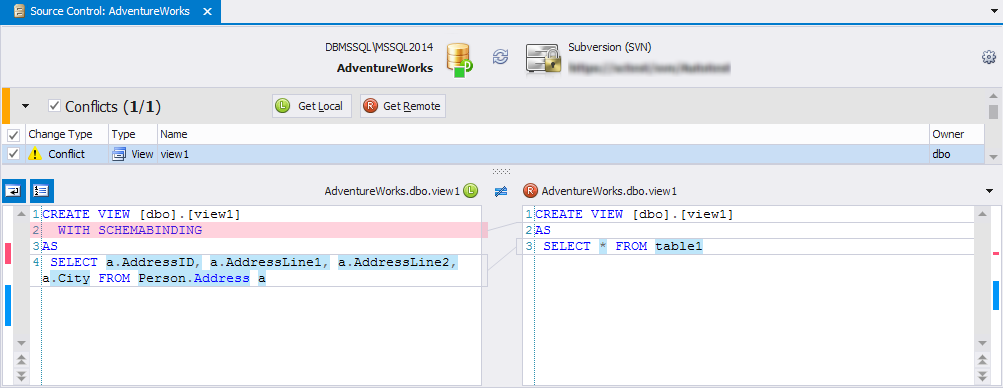 Source Control: AdventureWorks
DBMSSQL\MSSQL2014
AdventureWorks
Subversion (SVN)
Conflicts (1/1)
L Get Local
R Get Remote
Change Type Type Name Owner
Conflict View view1 dbo
AdventureWorks.dbo.view1 L
R AdventureWorks.dbo.view1
1 CREATE VIEW [dbo].[view1]
2 WITH SCHEMABINDING
3 AS
4 SELECT a.AddressID, a.AddressLine1, a.AddressLine2,
a.City FROM Person.Address a
1 CREATE VIEW [dbo].[view1]
2 AS
3 SELECT * FROM table1